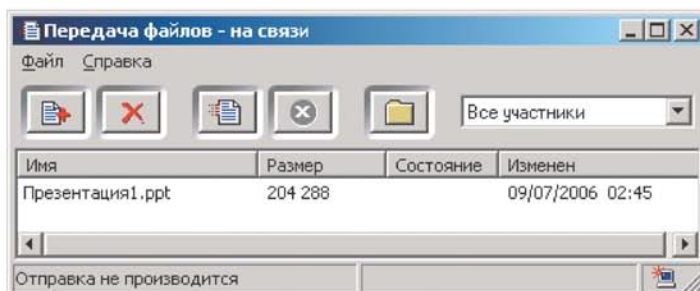 Передача файлов - на связи
Файл Справка
Все участники
Имя Размер Состояние Изменен
Презентация1.ppt 204 288 09/07/2006 02:45
Отправка не производится